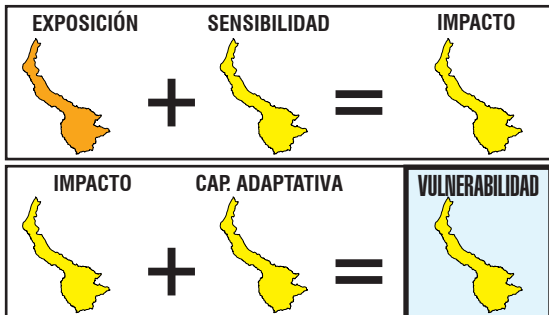 EXPOSICIÓN SENSIBILIDAD IMPACTO
+ =
IMPACTO CAP. ADAPTATIVA VULNERABILIDAD
+ =